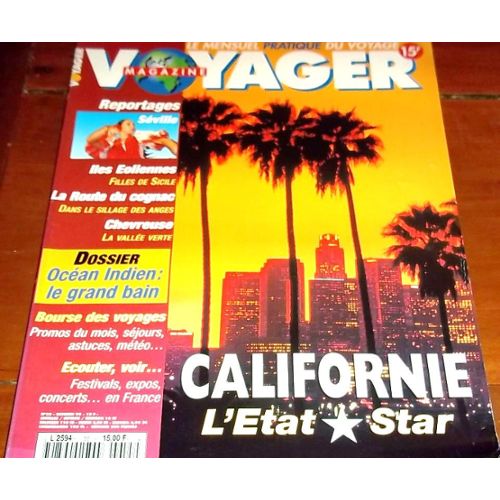 VOYAGER
LE MENSUEL PRATIQUE DU VOYAGE
15F
VOYAGER
MAGAZINE
Reportages
Séville
Iles Eoliennes
FILLES DE SICILE
La Route du cognac
DANS LE SILLAGE DES ANGES
Chevreuse
LA VALLÉE VERTE
DOSSIER
Océan Indien :
le grand bain
Bourse des voyages
Promos du mois, séjours,
astuces, météo…
Ecouter, voir…
Festivals, expos,
concerts… en France
CALIFORNIE
L'Etat ★ Star
L 2594
15,00 F